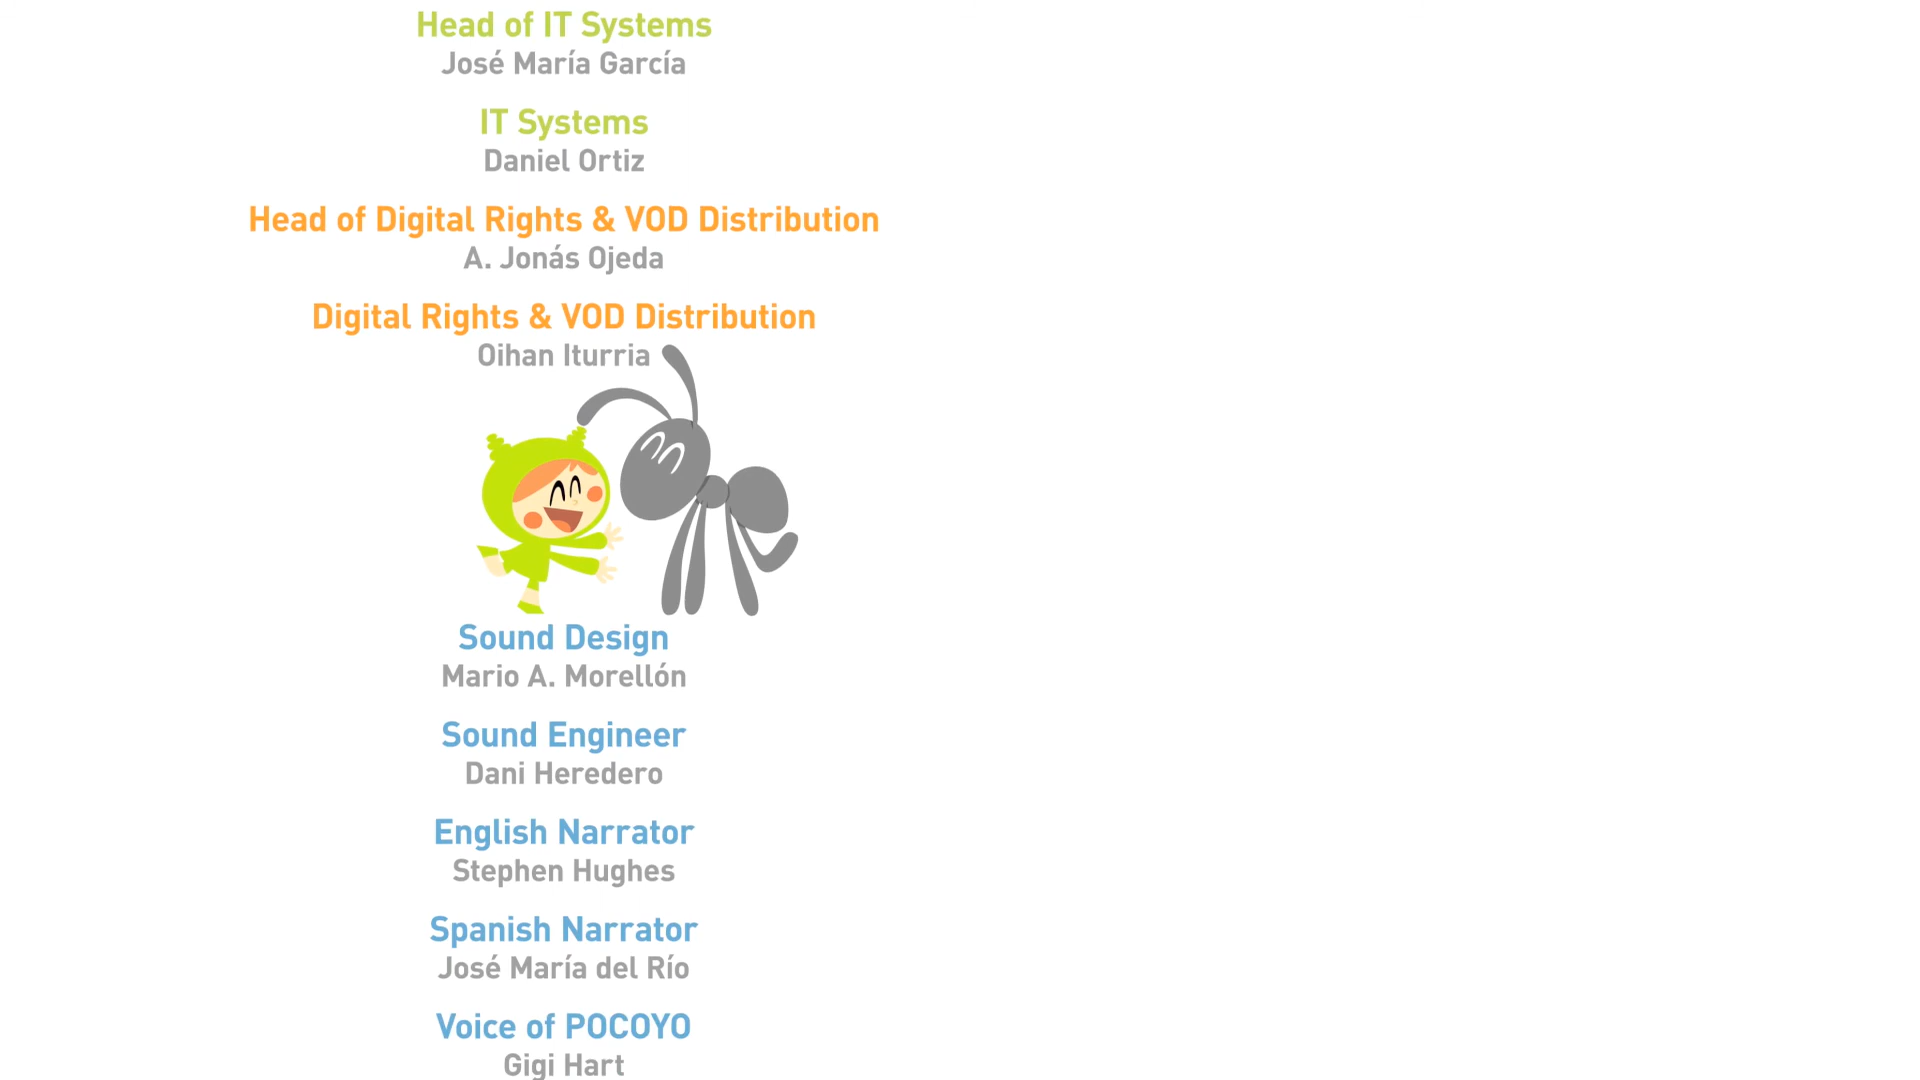 Head of IT Systems
José María García
IT Systems
Daniel Ortiz
Head of Digital Rights & VOD Distribution
A. Jonás Ojeda
Digital Rights & VOD Distribution
Oihan Iturria
Sound Design
Mario A. Morellón
Sound Engineer
Dani Heredero
English Narrator
Stephen Hughes
Spanish Narrator
José María del Río
Voice of POCOYO
Gigi Hart